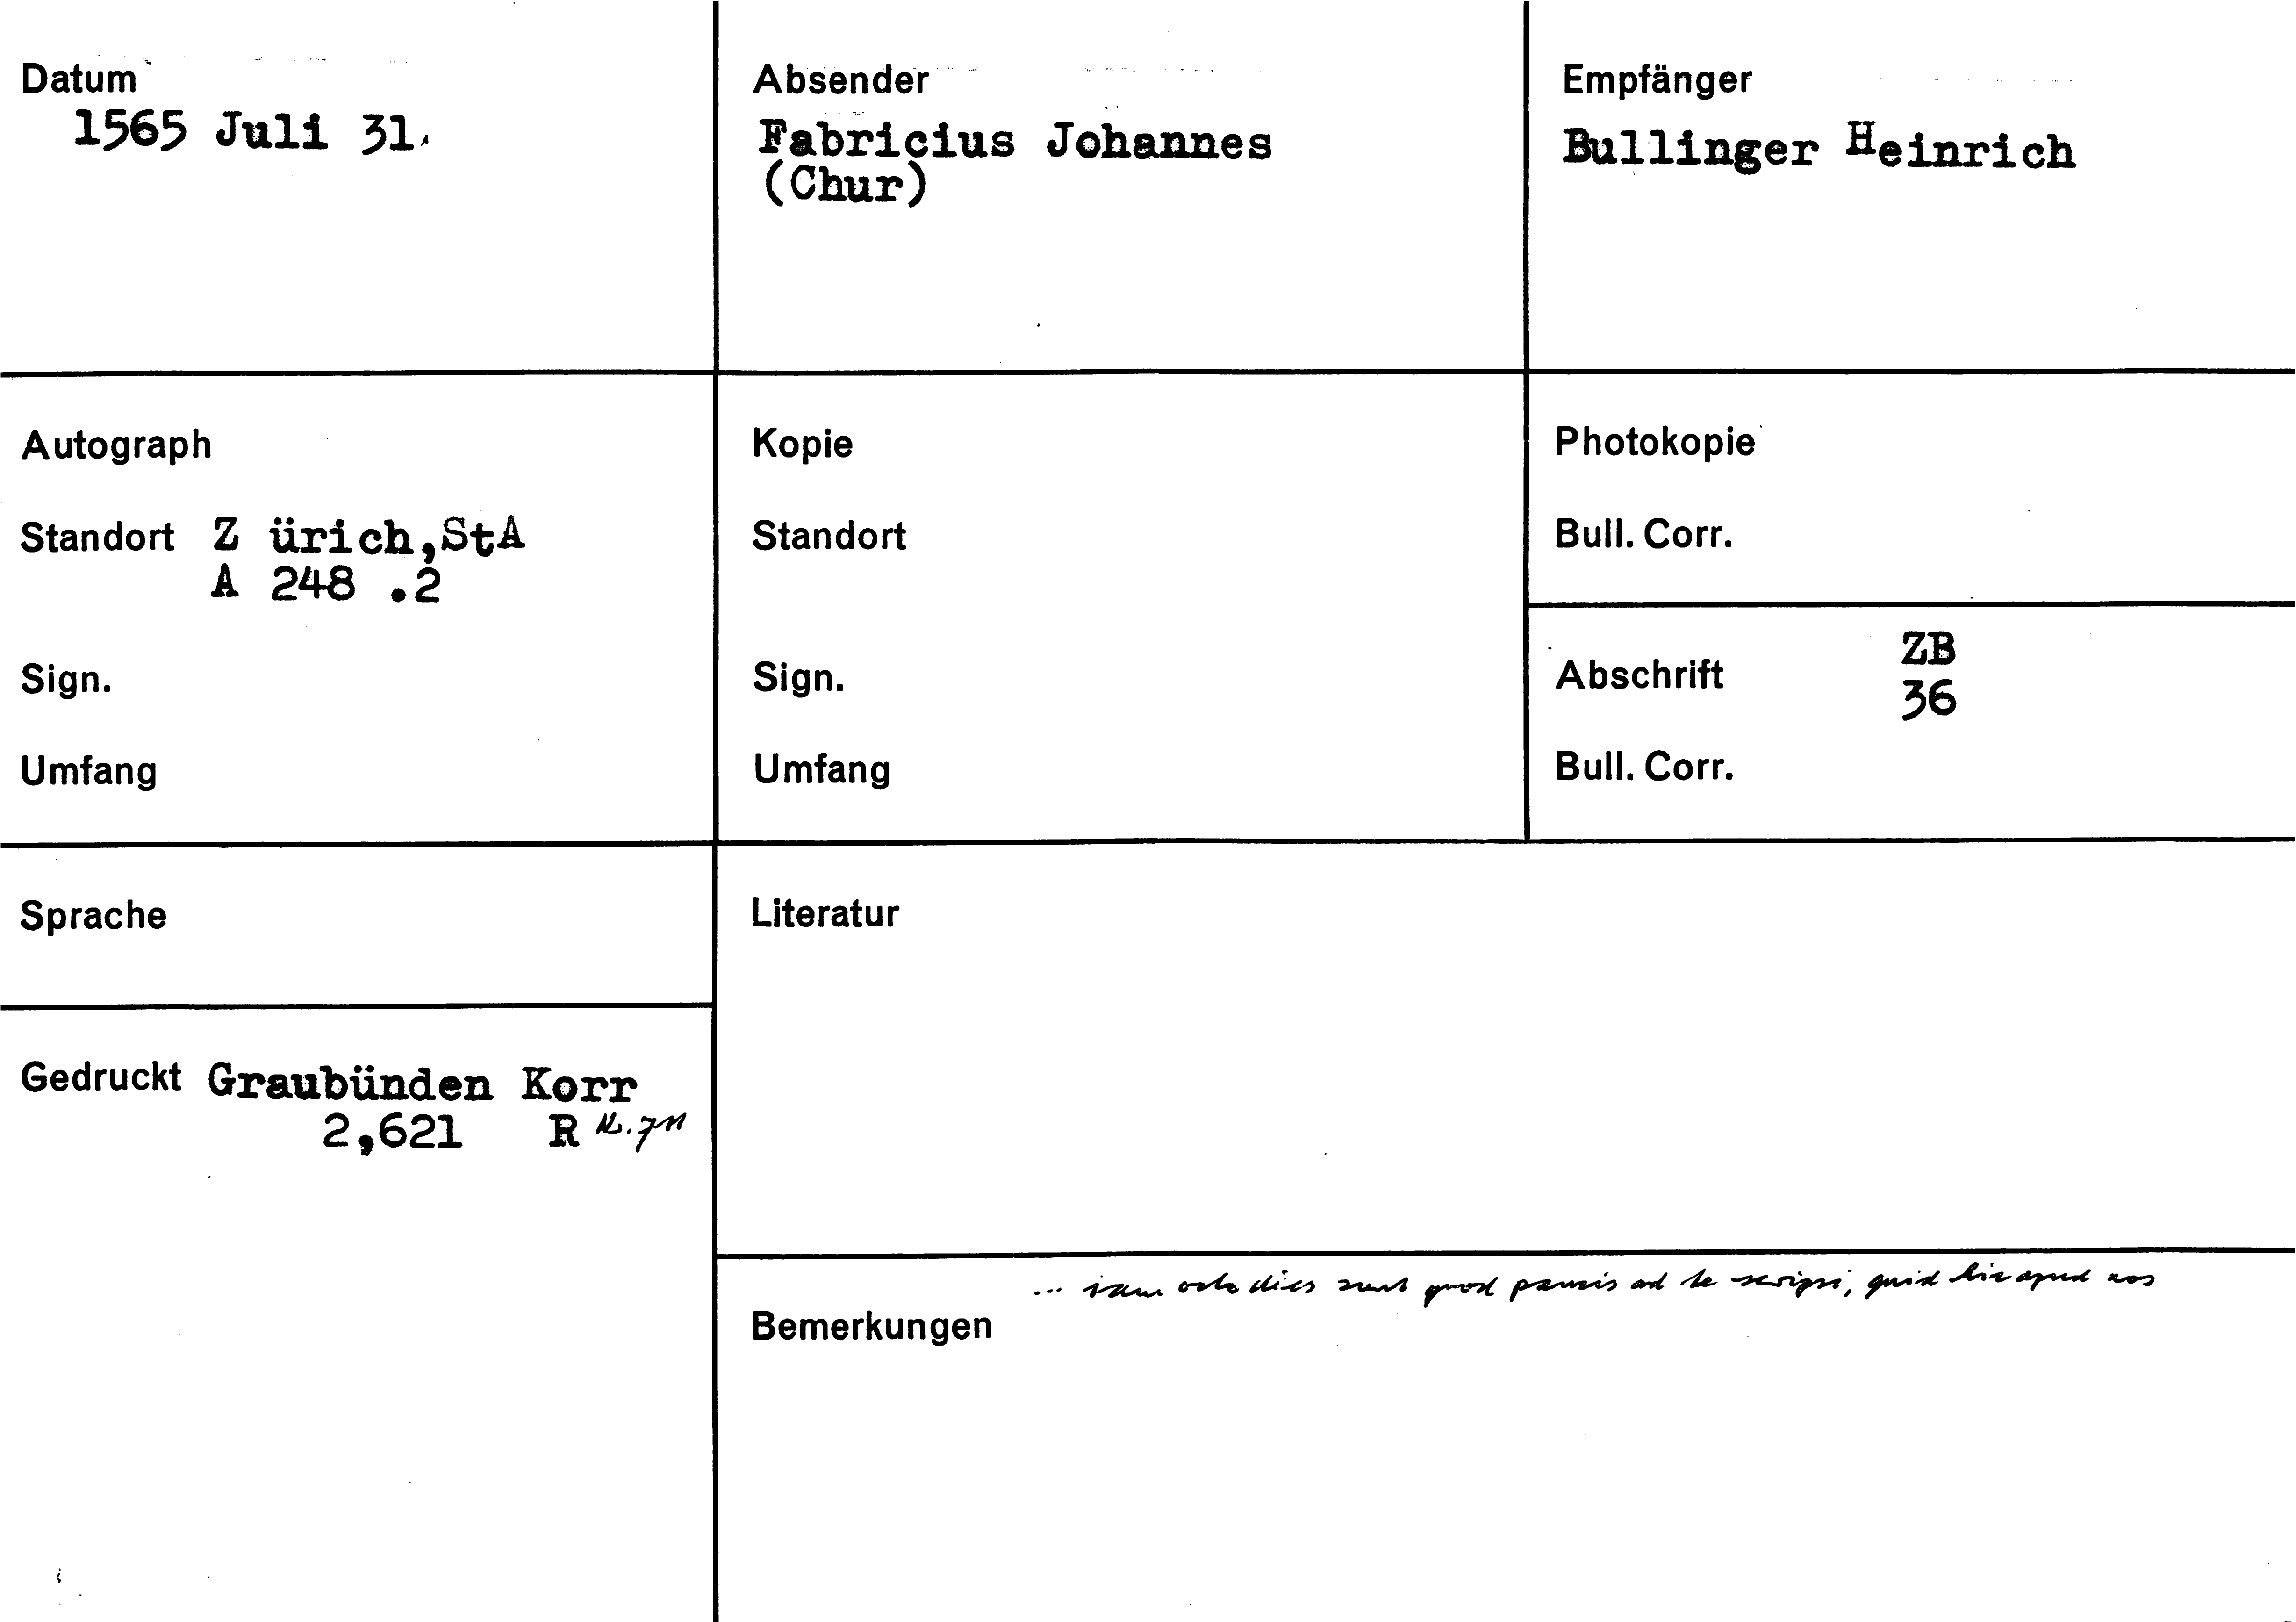 Datum
1565 Juli 31.
Absender
Fabricius Johannes
(Chur)
Empfänger
Bullinger Heinrich
Autograph
Standort Z ürich,StA
A 248 .2
Sign.
Umfang
Kopie
Standort
Sign.
Umfang
Photokopie
Bull. Corr.
Abschrift ZB
36
Bull. Corr.
Sprache
Literatur
Gedruckt Graubünden Korr
2,621 R Nr. 711
... iam octo dies sunt quod paucis ad te scripsi, quid hic apud nos
Bemerkungen